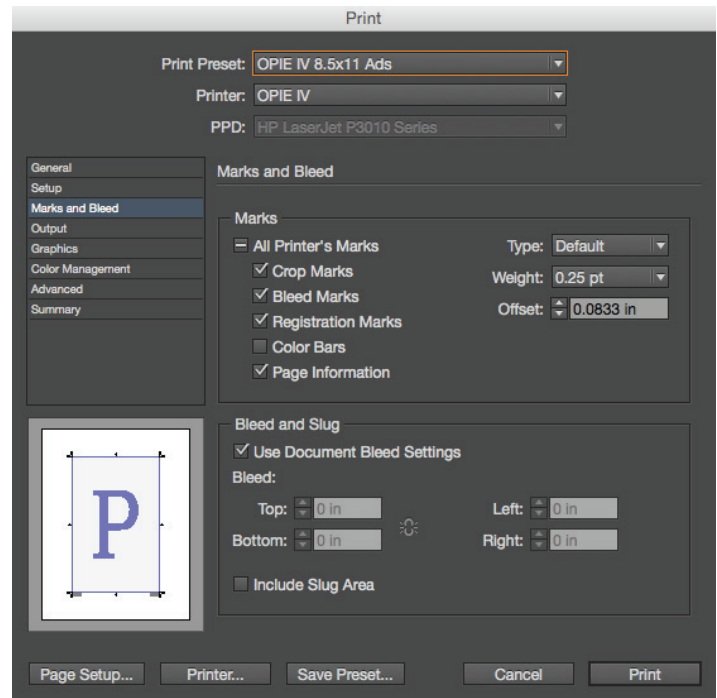 Print
Print Preset: OPIE IV 8.5x11 Ads
Printer: OPIE IV
PPD: HP LaserJet P3010 Series
General
Setup
Marks and Bleed
Output
Graphics
Color Management
Advanced
Summary
Marks and Bleed
Marks
All Printer's Marks
Crop Marks
Bleed Marks
Registration Marks
Color Bars
Page Information
Type: Default
Weight: 0.25 pt
Offset: 0.0833 in
P
Bleed and Slug
Use Document Bleed Settings
Bleed:
Top: 0 in Left: 0 in
Bottom: 0 in Right: 0 in
Include Slug Area
Page Setup... Printer... Save Preset... Cancel Print